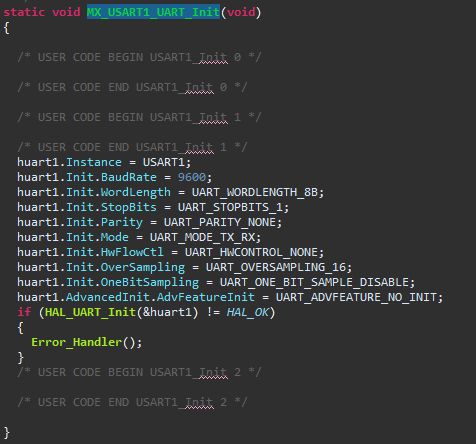 static void MX_USART1_UART_Init(void)
{
/* USER CODE BEGIN USART1_Init 0 */
/* USER CODE END USART1_Init 0 */
/* USER CODE BEGIN USART1_Init 1 */
/* USER CODE END USART1_Init 1 */
huart1.Instance = USART1;
huart1.Init.BaudRate = 9600;
huart1.Init.WordLength = UART_WORDLENGTH_8B;
huart1.Init.StopBits = UART_STOPBITS_1;
huart1.Init.Parity = UART_PARITY_NONE;
huart1.Init.Mode = UART_MODE_TX_RX;
huart1.Init.HwFlowCtl = UART_HWCONTROL_NONE;
huart1.Init.OverSampling = UART_OVERSAMPLING_16;
huart1.Init.OneBitSampling = UART_ONE_BIT_SAMPLE_DISABLE;
huart1.AdvancedInit.AdvFeatureInit = UART_ADVFEATURE_NO_INIT;
if (HAL_UART_Init(&huart1) != HAL_OK)
{
Error_Handler();
}
/* USER CODE BEGIN USART1_Init 2 */
/* USER CODE END USART1_Init 2 */
}